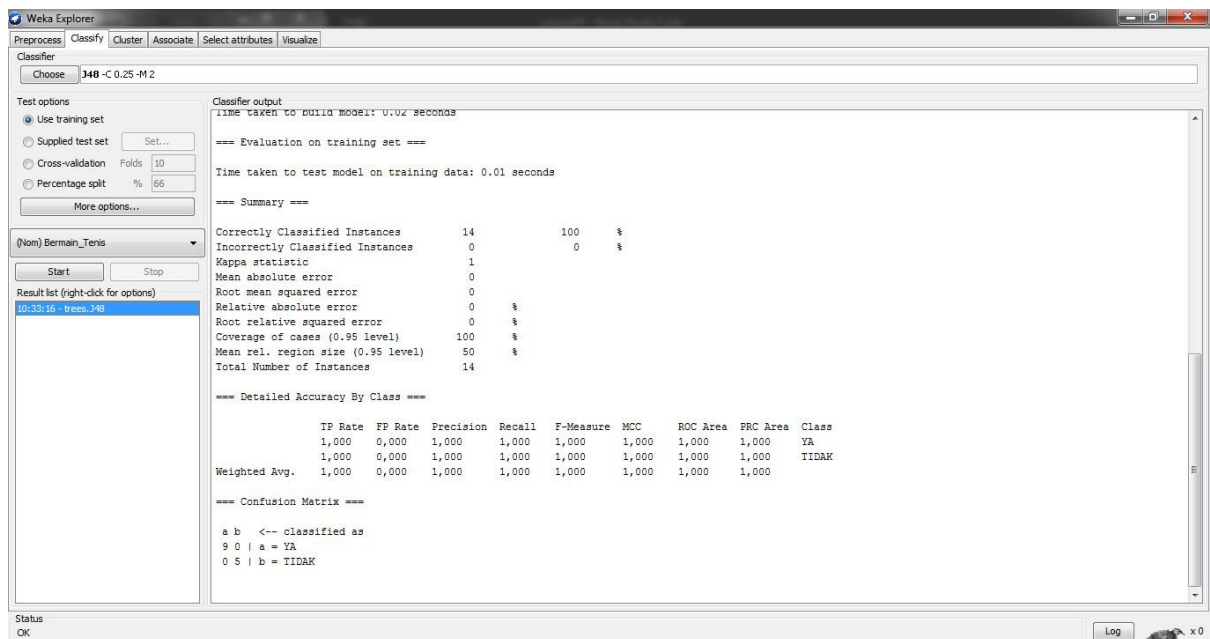 Weka Explorer
Preprocess Classify Cluster Associate Select attributes Visualize
Classifier
Choose J48 -C 0.25 -M 2
Test options
Use training set
Supplied test set Set...
Cross-validation Folds 10
Percentage split % 66
More options...
(Nom) Bermain_Tenis
Start Stop
Result list (right-click for options)
10:33:16 - trees.J48
Classifier output
Time taken to build model: 0.02 seconds
=== Evaluation on training set ===
Time taken to test model on training data: 0.01 seconds
=== Summary ===
Correctly Classified Instances 14 100 %
Incorrectly Classified Instances 0 0 %
Kappa statistic 1
Mean absolute error 0
Root mean squared error 0
Relative absolute error 0 %
Root relative squared error 0 %
Coverage of cases (0.95 level) 100 %
Mean rel. region size (0.95 level) 50 %
Total Number of Instances 14
=== Detailed Accuracy By Class ===
TP Rate FP Rate Precision Recall F-Measure MCC ROC Area PRC Area Class
1,000 0,000 1,000 1,000 1,000 1,000 1,000 1,000 YA
1,000 0,000 1,000 1,000 1,000 1,000 1,000 1,000 TIDAK
Weighted Avg. 1,000 0,000 1,000 1,000 1,000 1,000 1,000 1,000
=== Confusion Matrix ===
a b <-- classified as
9 0 | a = YA
0 5 | b = TIDAK
Status
OK
Log x 0